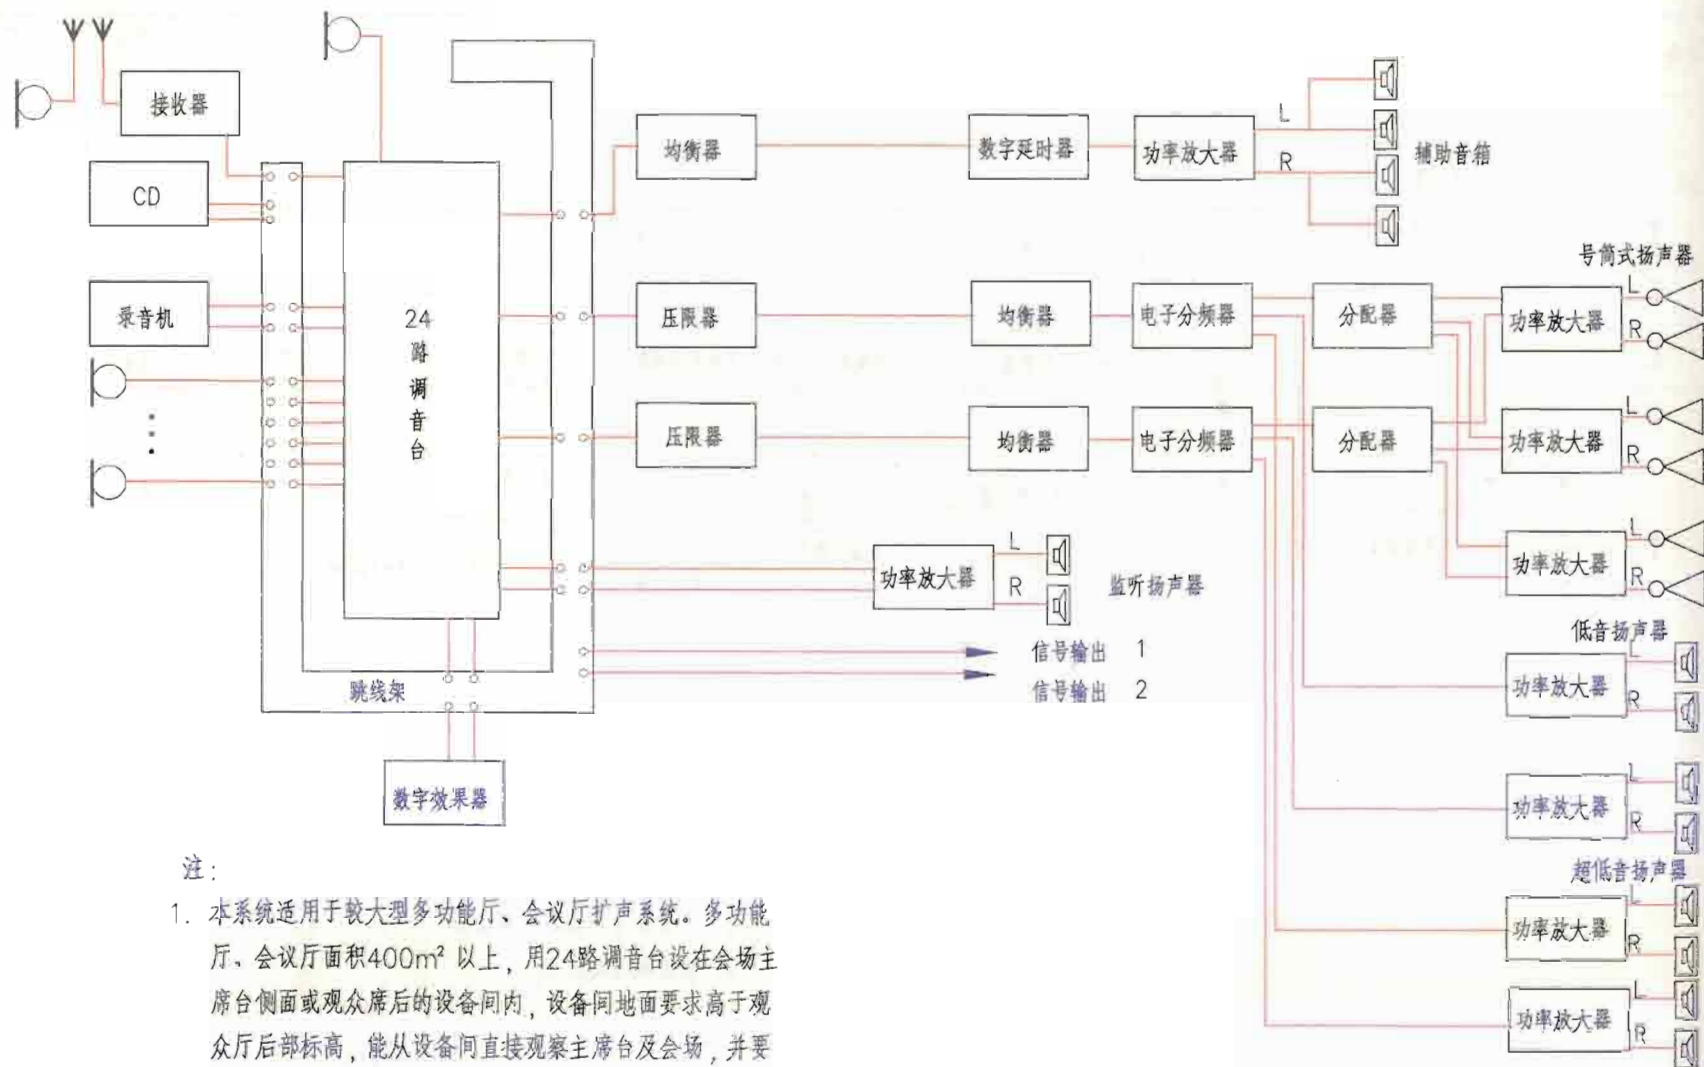 接收器
CD
录音机
24
路
调
音
台
跳线架
数字效果器
均衡器
数字延时器
功率放大器
L
R
辅助音箱
压限器
均衡器
电子分频器
分配器
功率放大器
号筒式扬声器
L
R
压限器
均衡器
电子分频器
分配器
功率放大器
L
R
功率放大器
L
R
功率放大器
L
R
监听扬声器
信号输出 1
信号输出 2
低音扬声器
功率放大器
L
R
功率放大器
L
R
超低音扬声器
功率放大器
L
R
功率放大器
L
R
注:
1. 本系统适用于较大型多功能厅、会议厅扩声系统。多功能
厅、会议厅面积400m² 以上,用24路调音台设在会场主
席台侧面或观众席后的设备间内,设备间地面要求高于观
众厅后部标高,能从设备间直接观察主席台及会场,并要